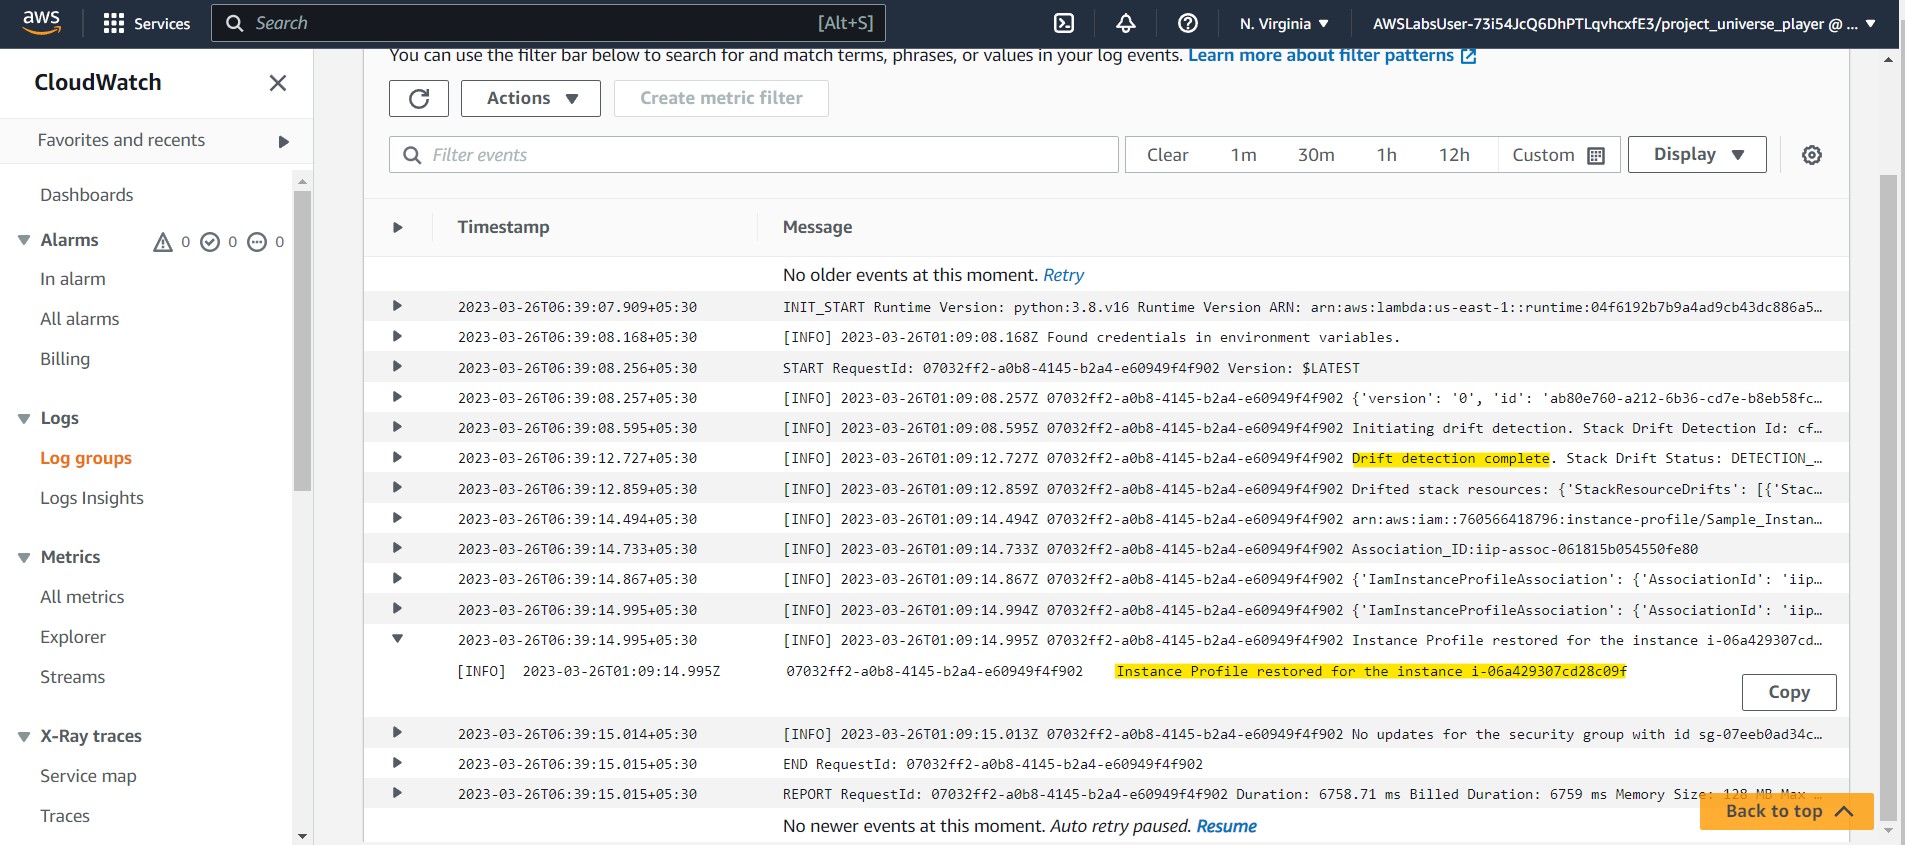 aws
Services
Search
[Alt+S]
N. Virginia
AWSLabsUser-73i54JcQ6DhPTLqvhcxfE3/project_universe_player @ ...
CloudWatch
Favorites and recents
Dashboards
Alarms
0
0
0
In alarm
All alarms
Billing
Logs
Log groups
Logs Insights
Metrics
All metrics
Explorer
Streams
X-Ray traces
Service map
Traces
You can use the filter bar below to search for and match terms, phrases, or values in your log events. Learn more about filter patterns
Actions
Create metric filter
Filter events
Clear
1m
30m
1h
12h
Custom
Display
Timestamp Message
No older events at this moment. Retry
2023-03-26T06:39:07.909+05:30 INIT_START Runtime Version: python:3.8.v16 Runtime Version ARN: arn:aws:lambda:us-east-1::runtime:04f6192b7b9a4ad9cb43dc886a5…
2023-03-26T06:39:08.168+05:30 [INFO] 2023-03-26T01:09:08.168Z Found credentials in environment variables.
2023-03-26T06:39:08.256+05:30 START RequestId: 07032ff2-a0b8-4145-b2a4-e60949f4f902 Version: $LATEST
2023-03-26T06:39:08.257+05:30 [INFO] 2023-03-26T01:09:08.257Z 07032ff2-a0b8-4145-b2a4-e60949f4f902 {'version': '0', 'id': 'ab80e760-a212-6b36-cd7e-b8eb58fc…
2023-03-26T06:39:08.595+05:30 [INFO] 2023-03-26T01:09:08.595Z 07032ff2-a0b8-4145-b2a4-e60949f4f902 Initiating drift detection. Stack Drift Detection Id: cf…
2023-03-26T06:39:12.727+05:30 [INFO] 2023-03-26T01:09:12.727Z 07032ff2-a0b8-4145-b2a4-e60949f4f902 Drift detection complete. Stack Drift Status: DETECTION_…
2023-03-26T06:39:12.859+05:30 [INFO] 2023-03-26T01:09:12.859Z 07032ff2-a0b8-4145-b2a4-e60949f4f902 Drifted stack resources: {'StackResourceDrifts': [{'Stac…
2023-03-26T06:39:14.494+05:30 [INFO] 2023-03-26T01:09:14.494Z 07032ff2-a0b8-4145-b2a4-e60949f4f902 arn:aws:iam::760566418796:instance-profile/Sample_Instan…
2023-03-26T06:39:14.733+05:30 [INFO] 2023-03-26T01:09:14.733Z 07032ff2-a0b8-4145-b2a4-e60949f4f902 Association_ID:iip-assoc-061815b054550fe80
2023-03-26T06:39:14.867+05:30 [INFO] 2023-03-26T01:09:14.867Z 07032ff2-a0b8-4145-b2a4-e60949f4f902 {'IamInstanceProfileAssociation': {'AssociationId': 'iip…
2023-03-26T06:39:14.995+05:30 [INFO] 2023-03-26T01:09:14.994Z 07032ff2-a0b8-4145-b2a4-e60949f4f902 {'IamInstanceProfileAssociation': {'AssociationId': 'iip…
2023-03-26T06:39:14.995+05:30 [INFO] 2023-03-26T01:09:14.995Z 07032ff2-a0b8-4145-b2a4-e60949f4f902 Instance Profile restored for the instance i-06a429307cd…
[INFO] 2023-03-26T01:09:14.995Z 07032ff2-a0b8-4145-b2a4-e60949f4f902 Instance Profile restored for the instance i-06a429307cd28c09f
Copy
2023-03-26T06:39:15.014+05:30 [INFO] 2023-03-26T01:09:15.013Z 07032ff2-a0b8-4145-b2a4-e60949f4f902 No updates for the security group with id sg-07eeb0ad34c…
2023-03-26T06:39:15.015+05:30 END RequestId: 07032ff2-a0b8-4145-b2a4-e60949f4f902
2023-03-26T06:39:15.015+05:30 REPORT RequestId: 07032ff2-a0b8-4145-b2a4-e60949f4f902 Duration: 6758.71 ms Billed Duration: 6759 ms Memory Size: 128 MB Max …
Back to top
No newer events at this moment. Auto retry paused. Resume